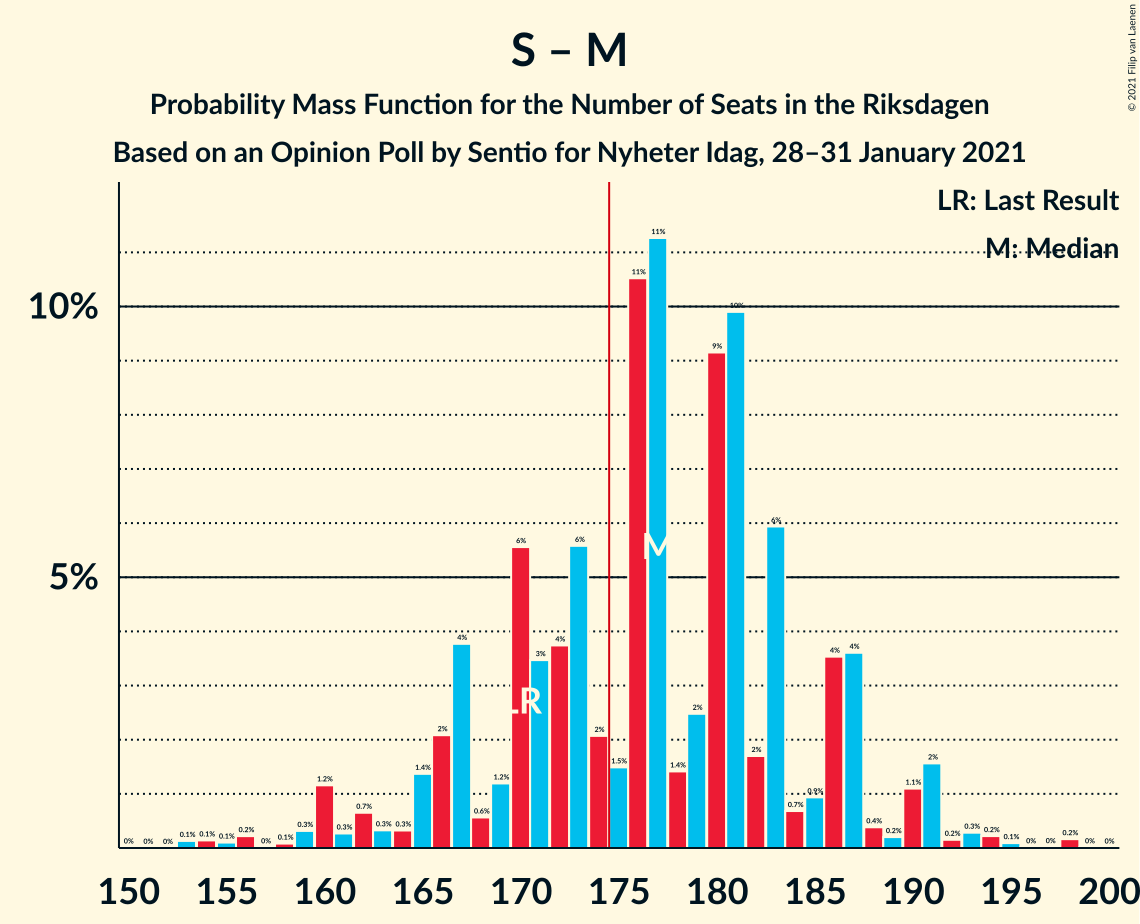 S – M
Probability Mass Function for the Number of Seats in the Riksdagen
Based on an Opinion Poll by Sentio for Nyheter Idag, 28–31 January 2021
© 2021 Filip van Laenen
LR: Last Result
M: Median
10%
5%
0% 0% 0% 0.1% 0.1% 0.1% 0.2% 0% 0.1% 0.3% 1.2% 0.3% 0.7% 0.3% 0.3% 1.4% 2% 4% 0.6% 1.2% 6% 3% 4% 6% 2% 1.5% 11% 11% 1.4% 2% 9% 10% 2% 6% 0.7% 0.9% 4% 4% 0.4% 0.2% 1.1% 2% 0.2% 0.3% 0.2% 0.1% 0% 0% 0.2% 0% 0%
LR
M
150 155 160 165 170 175 180 185 190 195 200